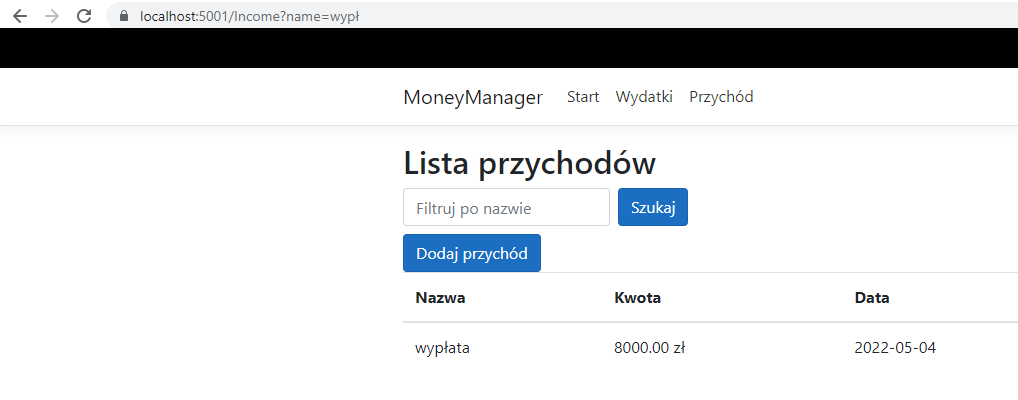 localhost:5001/Income?name=wypł
MoneyManager Start Wydatki Przychód
Lista przychodów
Filtruj po nazwie Szukaj
Dodaj przychód
Nazwa Kwota Data
wypłata 8000.00 zł 2022-05-04